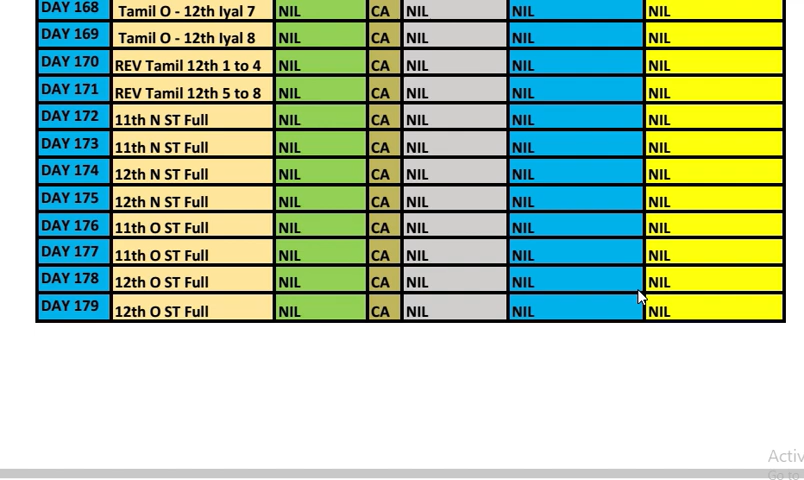 DAY 168 Tamil O - 12th Iyal 7 NIL CA NIL NIL NIL
DAY 169 Tamil O - 12th Iyal 8 NIL CA NIL NIL NIL
DAY 170 REV Tamil 12th 1 to 4 NIL CA NIL NIL NIL
DAY 171 REV Tamil 12th 5 to 8 NIL CA NIL NIL NIL
DAY 172 11th N ST Full NIL CA NIL NIL NIL
DAY 173 11th N ST Full NIL CA NIL NIL NIL
DAY 174 12th N ST Full NIL CA NIL NIL NIL
DAY 175 12th N ST Full NIL CA NIL NIL NIL
DAY 176 11th O ST Full NIL CA NIL NIL NIL
DAY 177 11th O ST Full NIL CA NIL NIL NIL
DAY 178 12th O ST Full NIL CA NIL NIL NIL
DAY 179 12th O ST Full NIL CA NIL NIL NIL
Activ
Go to